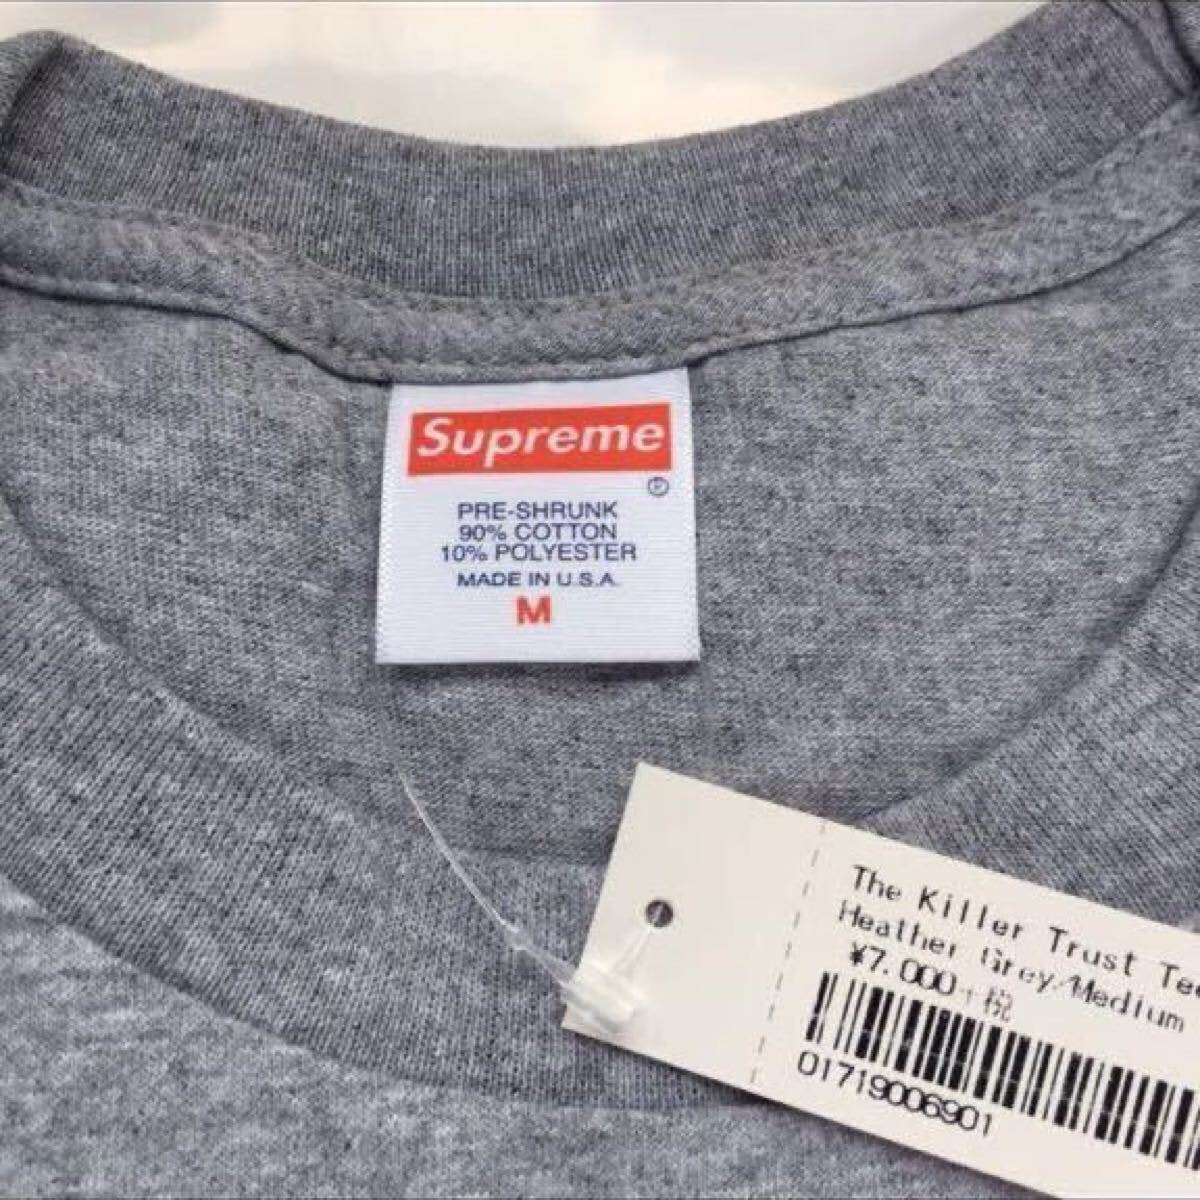 Supreme
®
PRE-SHRUNK
90% COTTON
10% POLYESTER
MADE IN U.S.A.
M
The Killer Trust Tee
Heather Grey/Medium
¥7,000+税
01719006901